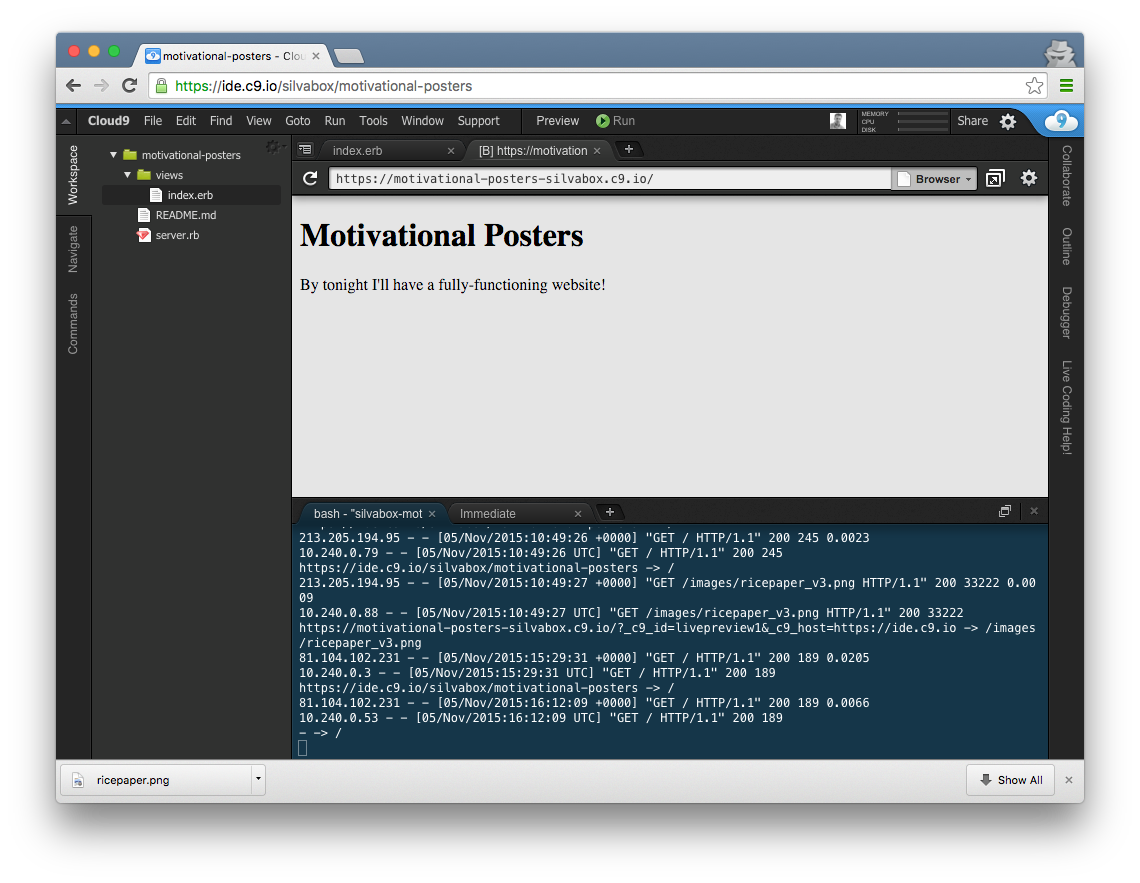 motivational-posters - Clou
https://ide.c9.io/silvabox/motivational-posters
Cloud9 File Edit Find View Goto Run Tools Window Support Preview Run MEMORY CPU DISK Share 9
Workspace
Navigate
Commands
motivational-posters
views
index.erb
README.md
server.rb
index.erb [B] https://motivation
https://motivational-posters-silvabox.c9.io/ Browser
Motivational Posters
By tonight I'll have a fully-functioning website!
Collaborate
Outline
Debugger
Live Coding Help!
bash - "silvabox-mot Immediate
213.205.194.95 - - [05/Nov/2015:10:49:26 +0000] "GET / HTTP/1.1" 200 245 0.0023
10.240.0.79 - - [05/Nov/2015:10:49:26 UTC] "GET / HTTP/1.1" 200 245
https://ide.c9.io/silvabox/motivational-posters -> /
213.205.194.95 - - [05/Nov/2015:10:49:27 +0000] "GET /images/ricepaper_v3.png HTTP/1.1" 200 33222 0.00
09
10.240.0.88 - - [05/Nov/2015:10:49:27 UTC] "GET /images/ricepaper_v3.png HTTP/1.1" 200 33222
https://motivational-posters-silvabox.c9.io/?_c9_id=livepreview1&_c9_host=https://ide.c9.io -> /images
/ricepaper_v3.png
81.104.102.231 - - [05/Nov/2015:15:29:31 +0000] "GET / HTTP/1.1" 200 189 0.0205
10.240.0.3 - - [05/Nov/2015:15:29:31 UTC] "GET / HTTP/1.1" 200 189
https://ide.c9.io/silvabox/motivational-posters -> /
81.104.102.231 - - [05/Nov/2015:16:12:09 +0000] "GET / HTTP/1.1" 200 189 0.0066
10.240.0.53 - - [05/Nov/2015:16:12:09 UTC] "GET / HTTP/1.1" 200 189
- -> /
ricepaper.png Show All